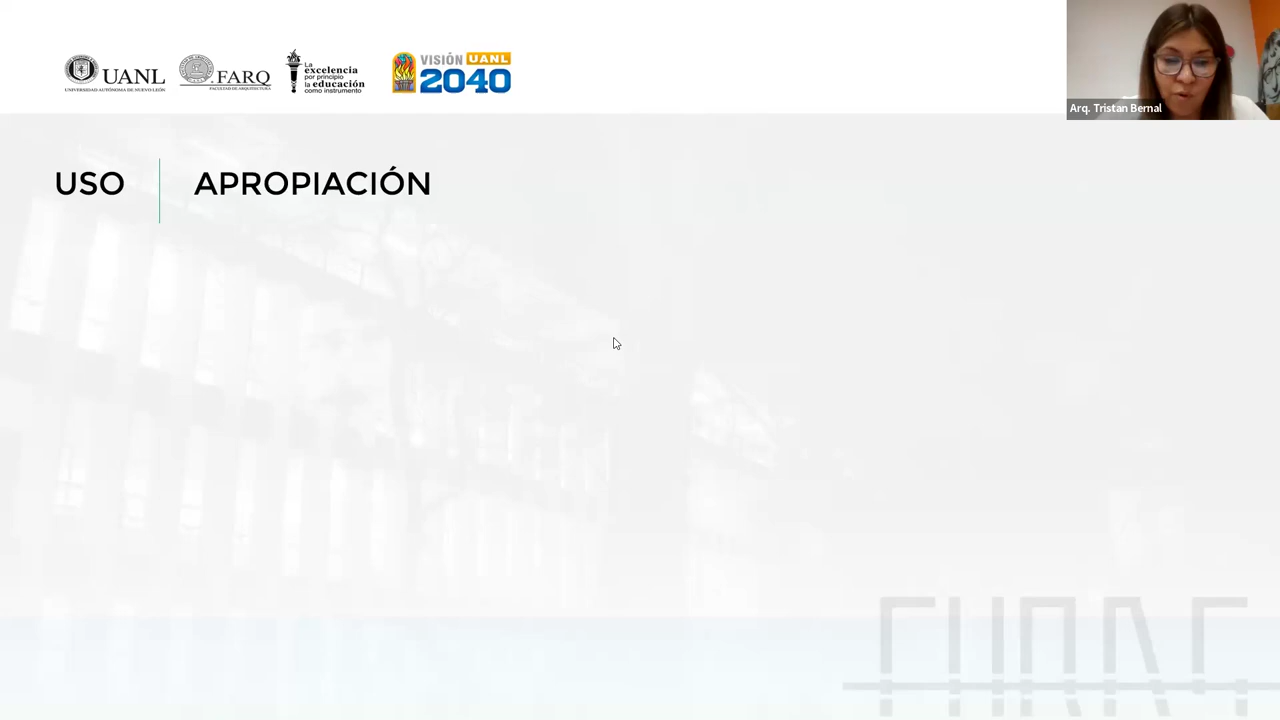 UANL
UNIVERSIDAD AUTÓNOMA DE NUEVO LEÓN
FARQ
FACULTAD DE ARQUITECTURA
La
excelencia
por principio
la educación
como instrumento
VISIÓN UANL
2040
Arq. Tristan Bernal
USO
APROPIACIÓN